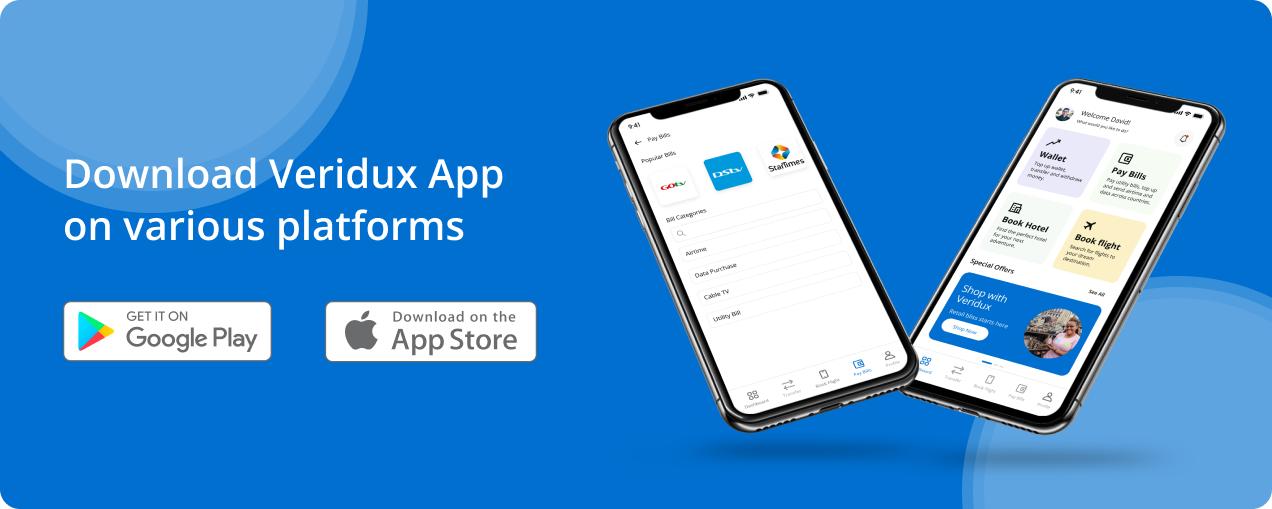 Download Veridux App
on various platforms
GET IT ON
Google Play
Download on the
App Store
9:41
Pay Bills
Popular Bills
GOtv
DStv
StarTimes
Bill Categories
Airtime
Data Purchase
Cable TV
Utility Bill
Dashboard
Transfer
Book Flight
Pay Bills
Profile
9:41
Welcome David!
What would you like to do?
Wallet
Top up wallet,
transfer and withdraw
money.
Pay Bills
Pay utility bills, top up
and send airtime and
data across countries.
Book Hotel
Find the perfect hotel
for your next
adventure.
Book flight
Search for flights to
your dream
destination.
Special Offers
See All
Shop with
Veridux
Retail bliss starts here
Shop Now
board
Transfer
Book Flight
Pay Bills
Profile